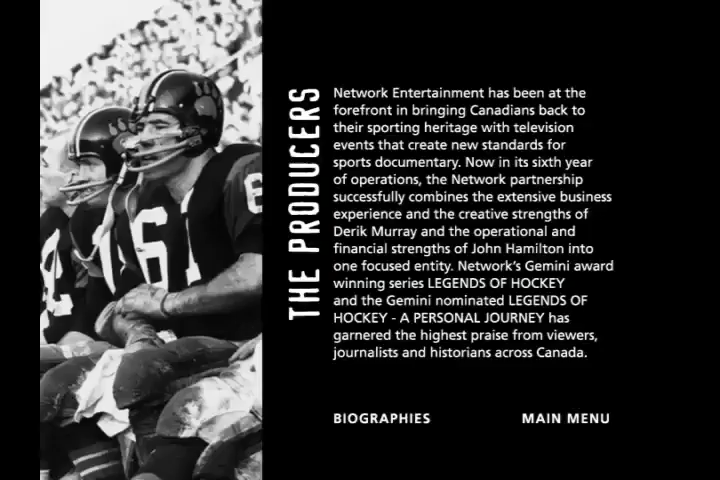 THE PRODUCERS
Network Entertainment has been at the
forefront in bringing Canadians back to
their sporting heritage with television
events that create new standards for
sports documentary. Now in its sixth year
of operations, the Network partnership
successfully combines the extensive business
experience and the creative strengths of
Derik Murray and the operational and
financial strengths of John Hamilton into
one focused entity. Network's Gemini award
winning series LEGENDS OF HOCKEY
and the Gemini nominated LEGENDS OF
HOCKEY - A PERSONAL JOURNEY has
garnered the highest praise from viewers,
journalists and historians across Canada.
BIOGRAPHIES
MAIN MENU
61
6